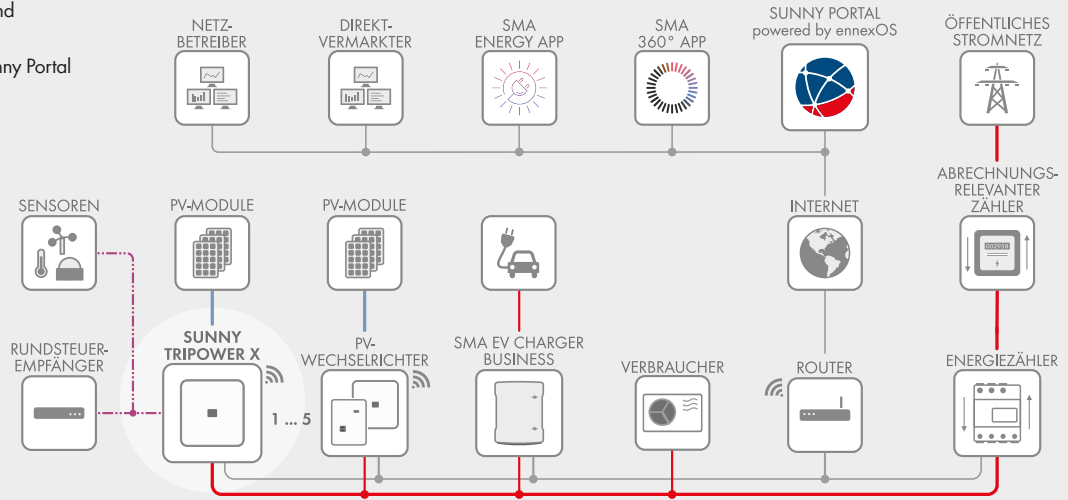 nd
nny Portal
NETZ-
BETREIBER
DIREKT-
VERMARKTER
SMA
ENERGY APP
SMA
360° APP
SUNNY PORTAL
powered by ennexOS
ÖFFENTLICHES
STROMNETZ
SENSOREN
PV-MODULE
PV-MODULE
INTERNET
ABRECHNUNGS-
RELEVANTER
ZÄHLER
002958
RUNDSTEUER-
EMPFÄNGER
SUNNY
TRIPOWER X
1 ... 5
PV-
WECHSELRICHTER
SMA EV CHARGER
BUSINESS
VERBRAUCHER
ROUTER
ENERGIEZÄHLER